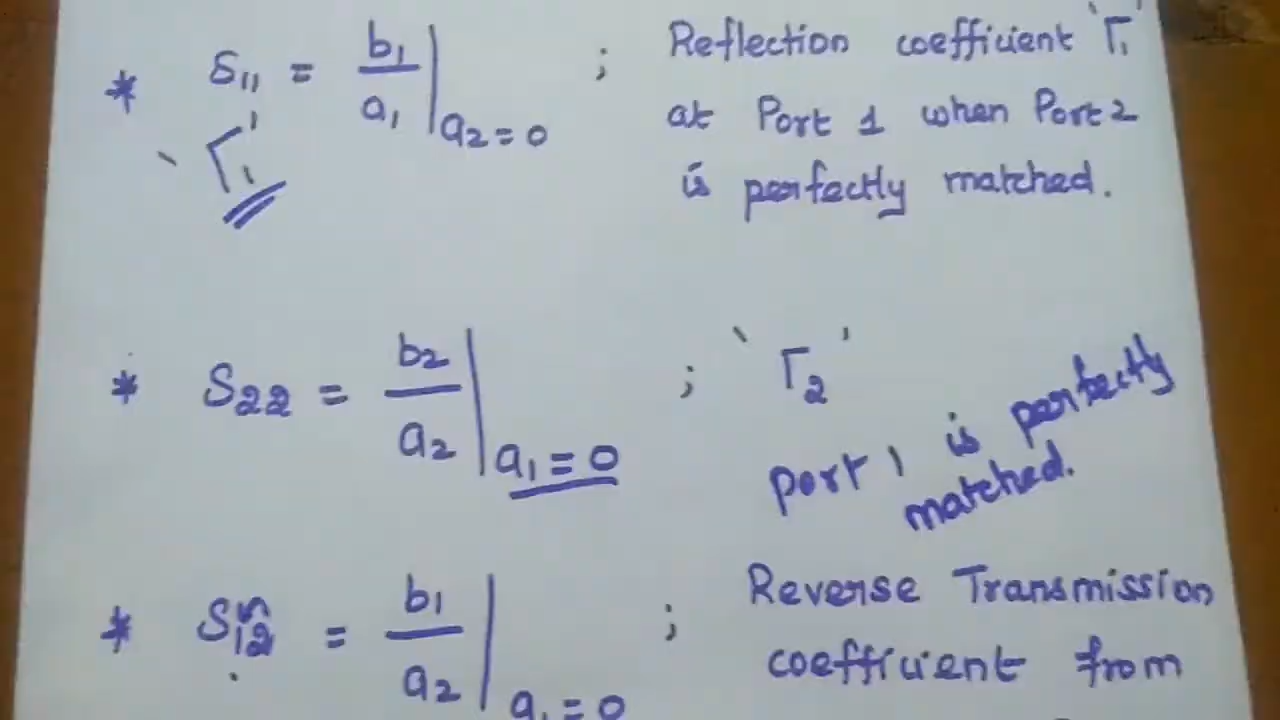 * S11 = b1/a1 | a2 = 0 ; Reflection coefficient 'Γ1'
'Γ1' at Port 1 when Port 2
is perfectly matched.
* S22 = b2/a2 | a1 = 0 ; 'Γ2'
port 1 is perfectly
matched.
* S12 = b1/a2 | a1 = 0 ; Reverse Transmission
coefficient from